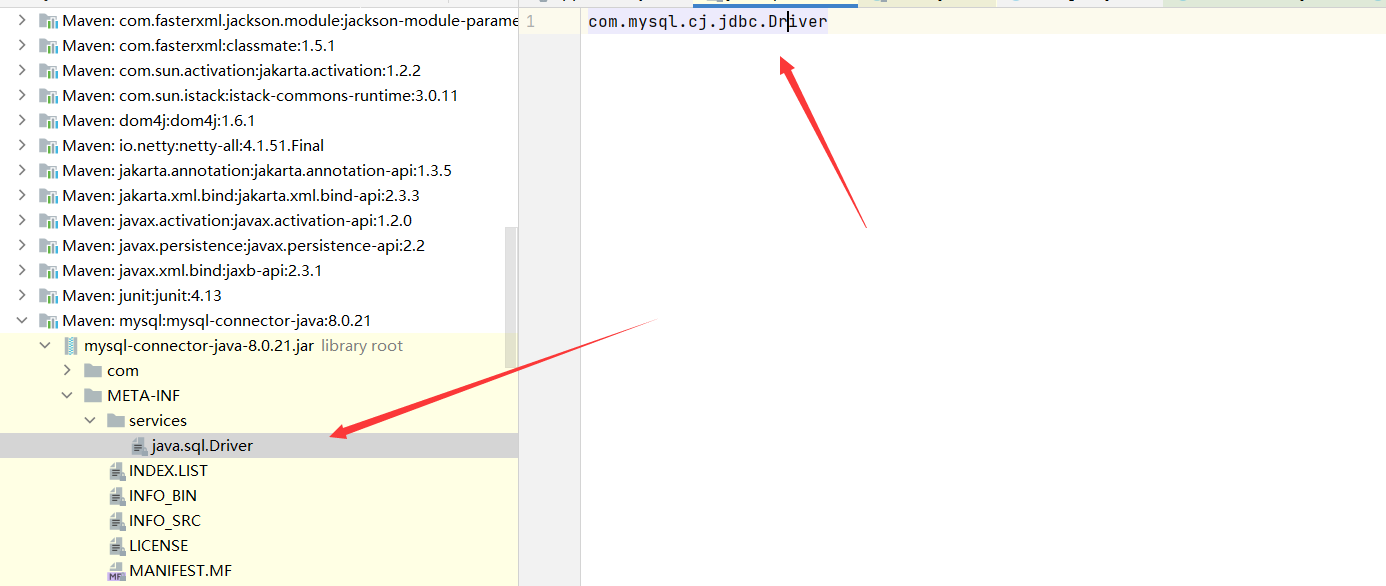 Maven: com.fasterxml.jackson.module:jackson-module-parame
Maven: com.fasterxml:classmate:1.5.1
Maven: com.sun.activation:jakarta.activation:1.2.2
Maven: com.sun.istack:istack-commons-runtime:3.0.11
Maven: dom4j:dom4j:1.6.1
Maven: io.netty:netty-all:4.1.51.Final
Maven: jakarta.annotation:jakarta.annotation-api:1.3.5
Maven: jakarta.xml.bind:jakarta.xml.bind-api:2.3.3
Maven: javax.activation:javax.activation-api:1.2.0
Maven: javax.persistence:javax.persistence-api:2.2
Maven: javax.xml.bind:jaxb-api:2.3.1
Maven: junit:junit:4.13
Maven: mysql:mysql-connector-java:8.0.21
mysql-connector-java-8.0.21.jar library root
com
META-INF
services
java.sql.Driver
INDEX.LIST
INFO_BIN
INFO_SRC
LICENSE
MF MANIFEST.MF
1 com.mysql.cj.jdbc.Driver